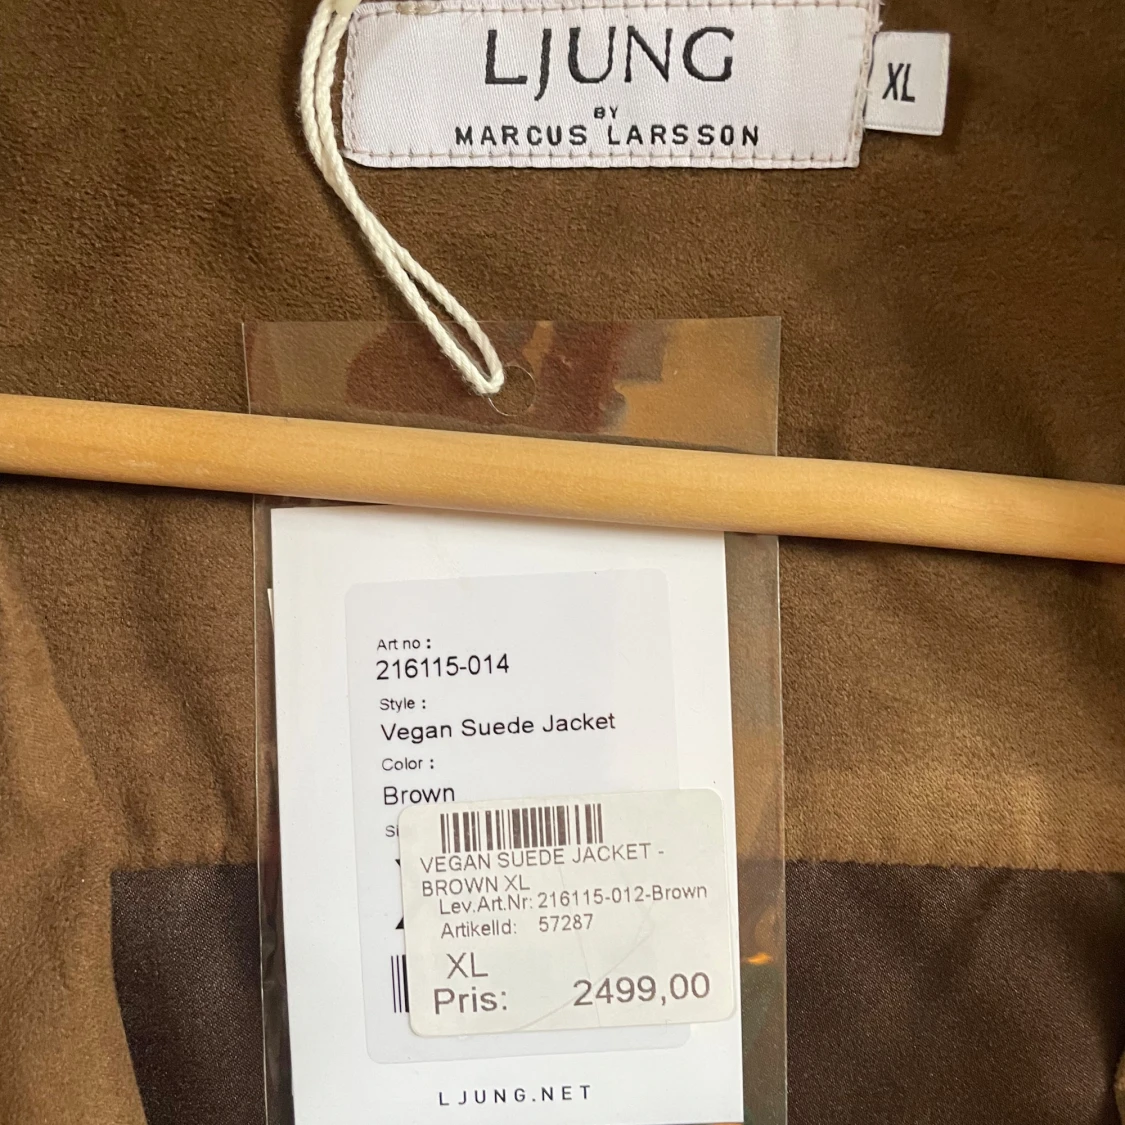 LJUNG
BY
MARCUS LARSSON
XL
Art no :
216115-014
Style :
Vegan Suede Jacket
Color :
Brown
VEGAN SUEDE JACKET -
BROWN XL
Lev.Art.Nr: 216115-012-Brown
ArtikelId: 57287
XL
Pris: 2499,00
LJUNG.NET